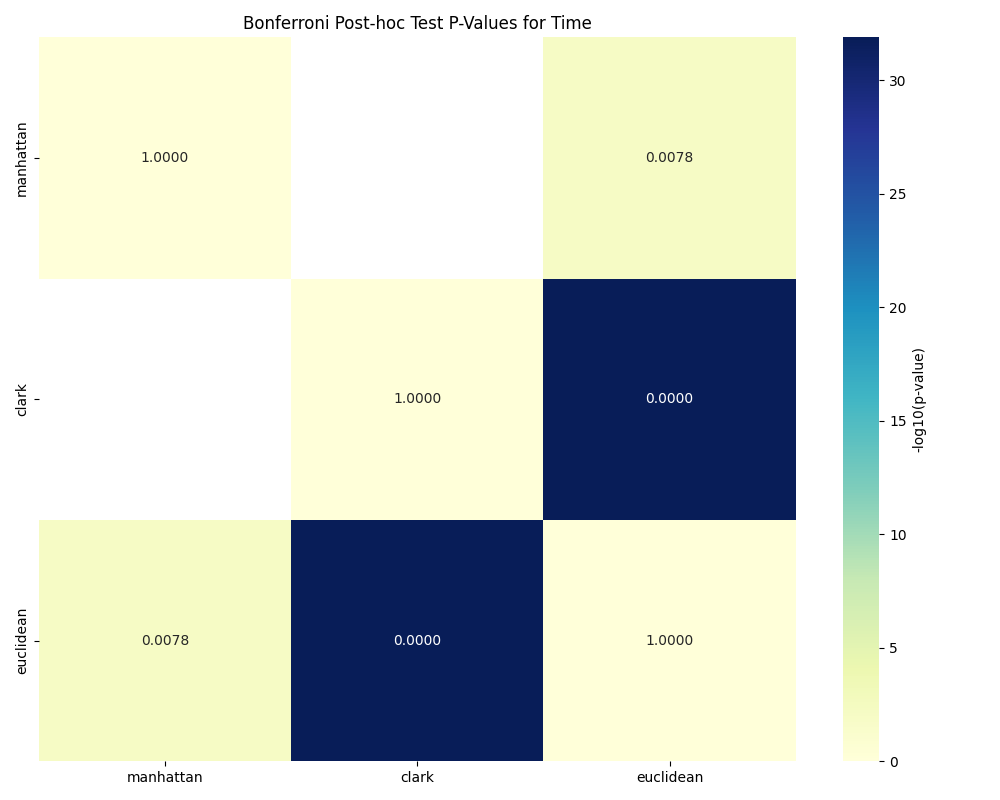 Bonferroni Post-hoc Test P-Values for Time
manhattan
1.0000
0.0078
clark
1.0000
0.0000
euclidean
0.0078
0.0000
1.0000
manhattan
clark
euclidean
30
25
20
15
10
5
0
-log10(p-value)